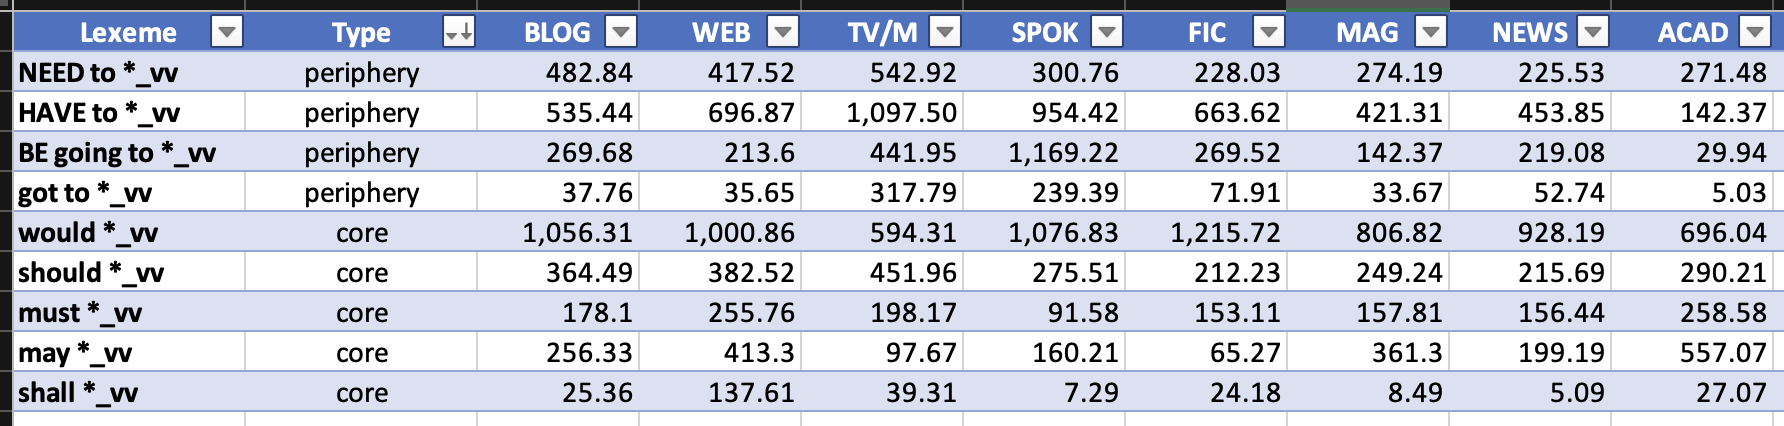 Lexeme Type BLOG WEB TV/M SPOK FIC MAG NEWS ACAD
NEED to *_vv periphery 482.84 417.52 542.92 300.76 228.03 274.19 225.53 271.48
HAVE to *_vv periphery 535.44 696.87 1,097.50 954.42 663.62 421.31 453.85 142.37
BE going to *_vv periphery 269.68 213.6 441.95 1,169.22 269.52 142.37 219.08 29.94
got to *_vv periphery 37.76 35.65 317.79 239.39 71.91 33.67 52.74 5.03
would *_vv core 1,056.31 1,000.86 594.31 1,076.83 1,215.72 806.82 928.19 696.04
should *_vv core 364.49 382.52 451.96 275.51 212.23 249.24 215.69 290.21
must *_vv core 178.1 255.76 198.17 91.58 153.11 157.81 156.44 258.58
may *_vv core 256.33 413.3 97.67 160.21 65.27 361.3 199.19 557.07
shall *_vv core 25.36 137.61 39.31 7.29 24.18 8.49 5.09 27.07